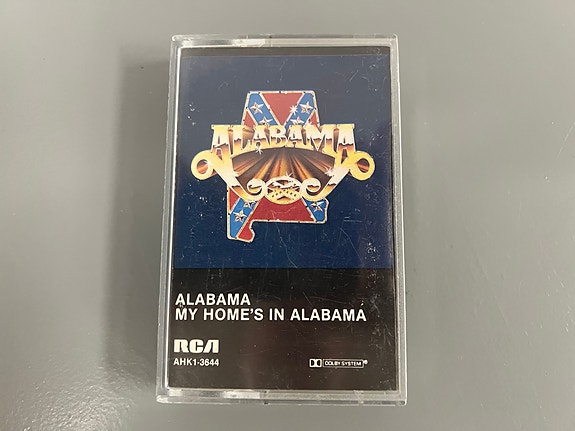 ALABAMA
ALABAMA
MY HOME'S IN ALABAMA
RCA
AHK1-3644
DOLBY SYSTEM®